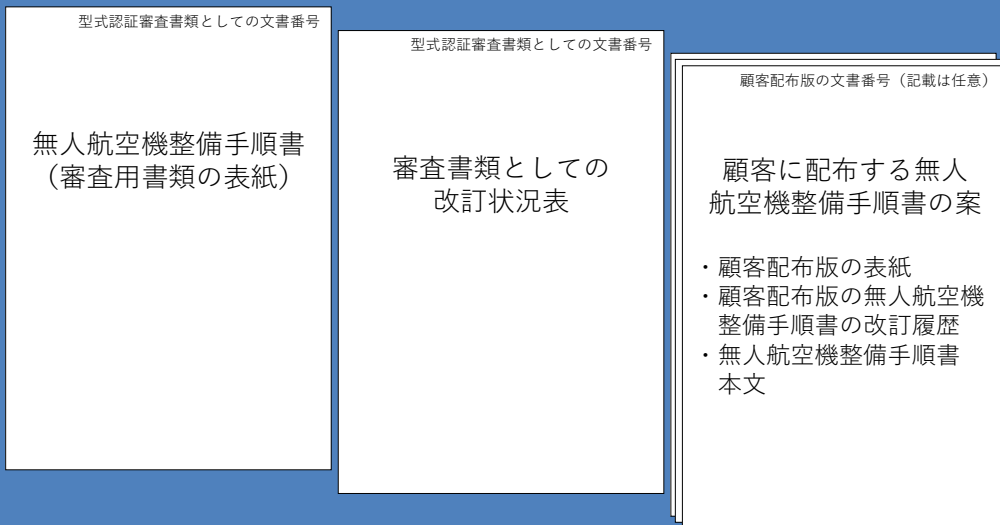 型式認証審査書類としての文書番号
無人航空機整備手順書
（審査用書類の表紙）
型式認証審査書類としての文書番号
審査書類としての
改訂状況表
顧客配布版の文書番号（記載は任意）
顧客に配布する無人
航空機整備手順書の案
・顧客配布版の表紙
・顧客配布版の無人航空機
整備手順書の改訂履歴
・無人航空機整備手順書
本文